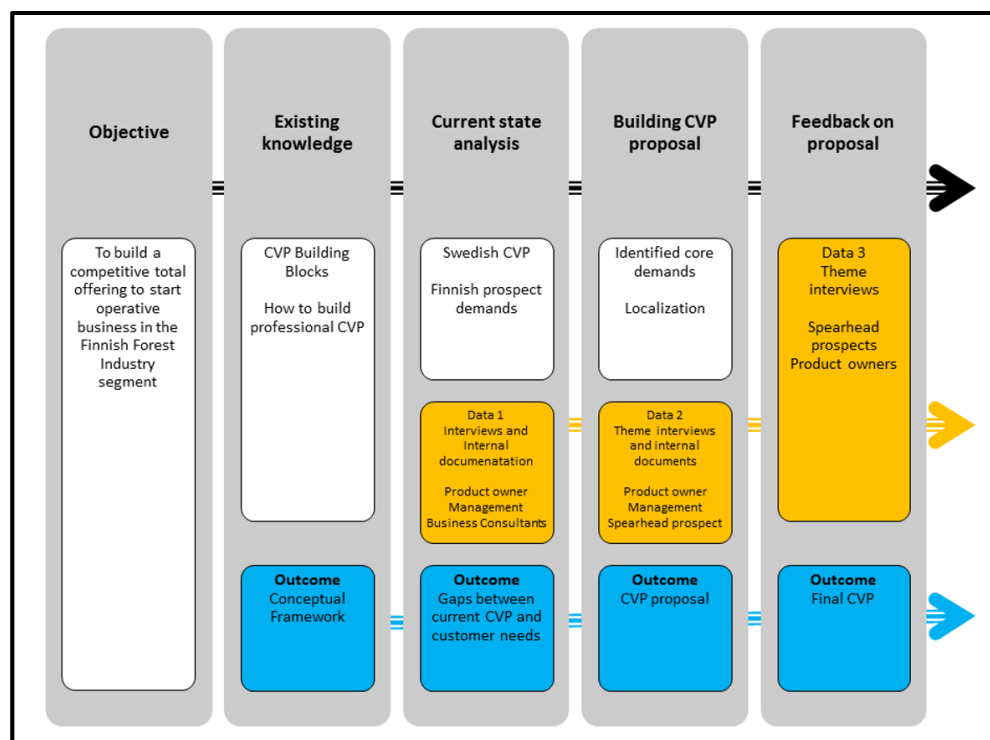 Objective
To build a
competitive total
offering to start
operative
business in the
Finnish Forest
Industry
segment
Existing
knowledge
CVP Building
Blocks
How to build
professional CVP
Outcome
Conceptual
Framework
Current state
analysis
Swedish CVP
Finnish prospect
demands
Data 1
Interviews and
Internal
documenatation
Product owner
Management
Business Consultants
Outcome
Gaps between
current CVP and
customer needs
Building CVP
proposal
Identified core
demands
Localization
Data 2
Theme interviews
and internal
documents
Product owner
Management
Spearhead prospect
Outcome
CVP proposal
Feedback on
proposal
Data 3
Theme
interviews
Spearhead
prospects
Product owners
Outcome
Final CVP